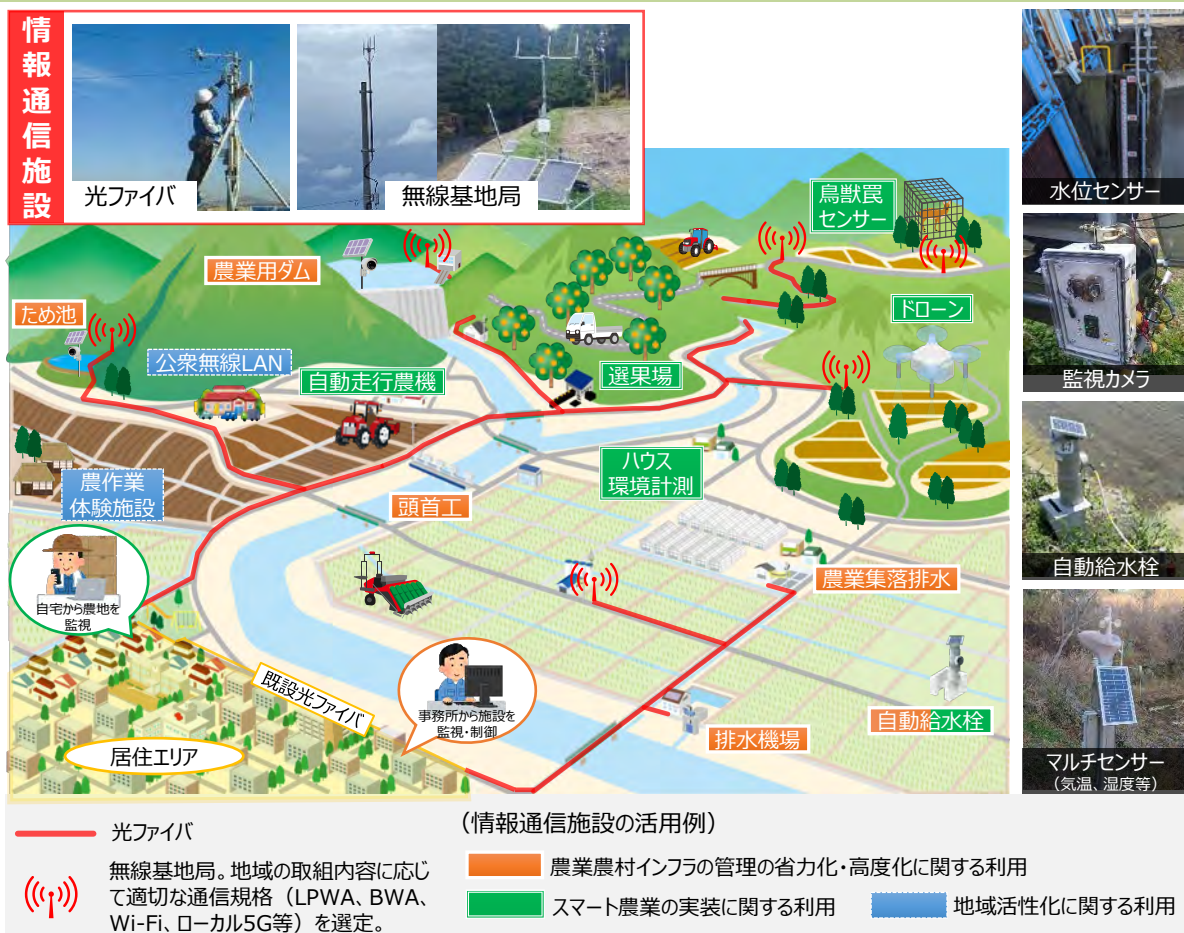 情報通信施設
光ファイバ
無線基地局
水位センサー
監視カメラ
自動給水栓
マルチセンサー
（気温、湿度等）
鳥獣罠
センサー
農業用ダム
ため池
ドローン
公衆無線LAN
自動走行農機
選果場
ハウス
環境計測
農作業
体験施設
頭首工
農業集落排水
自宅から農地を
監視
既設光ファイバ
事務所から施設を
監視・制御
自動給水栓
排水機場
居住エリア
光ファイバ
無線基地局。地域の取組内容に応じ
て適切な通信規格（LPWA、BWA、
Wi-Fi、ローカル5G等）を選定。
（情報通信施設の活用例）
農業農村インフラの管理の省力化・高度化に関する利用
スマート農業の実装に関する利用
地域活性化に関する利用